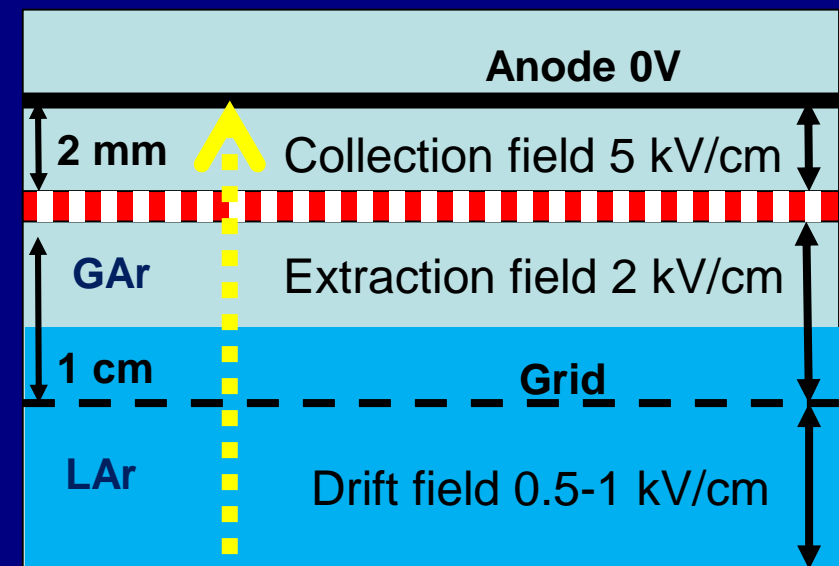 Anode 0V
2 mm
Collection field 5 kV/cm
GAr
Extraction field 2 kV/cm
1 cm
Grid
LAr
Drift field 0.5-1 kV/cm